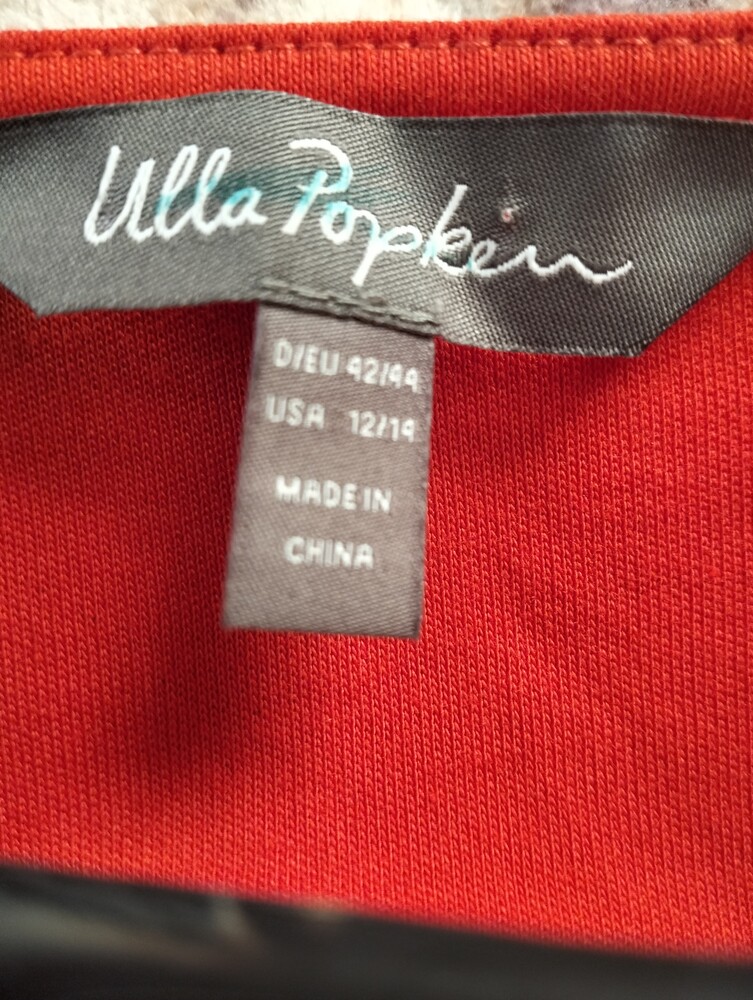 Ulla Popken
D/EU 42/44
USA 12/14
MADE IN
CHINA